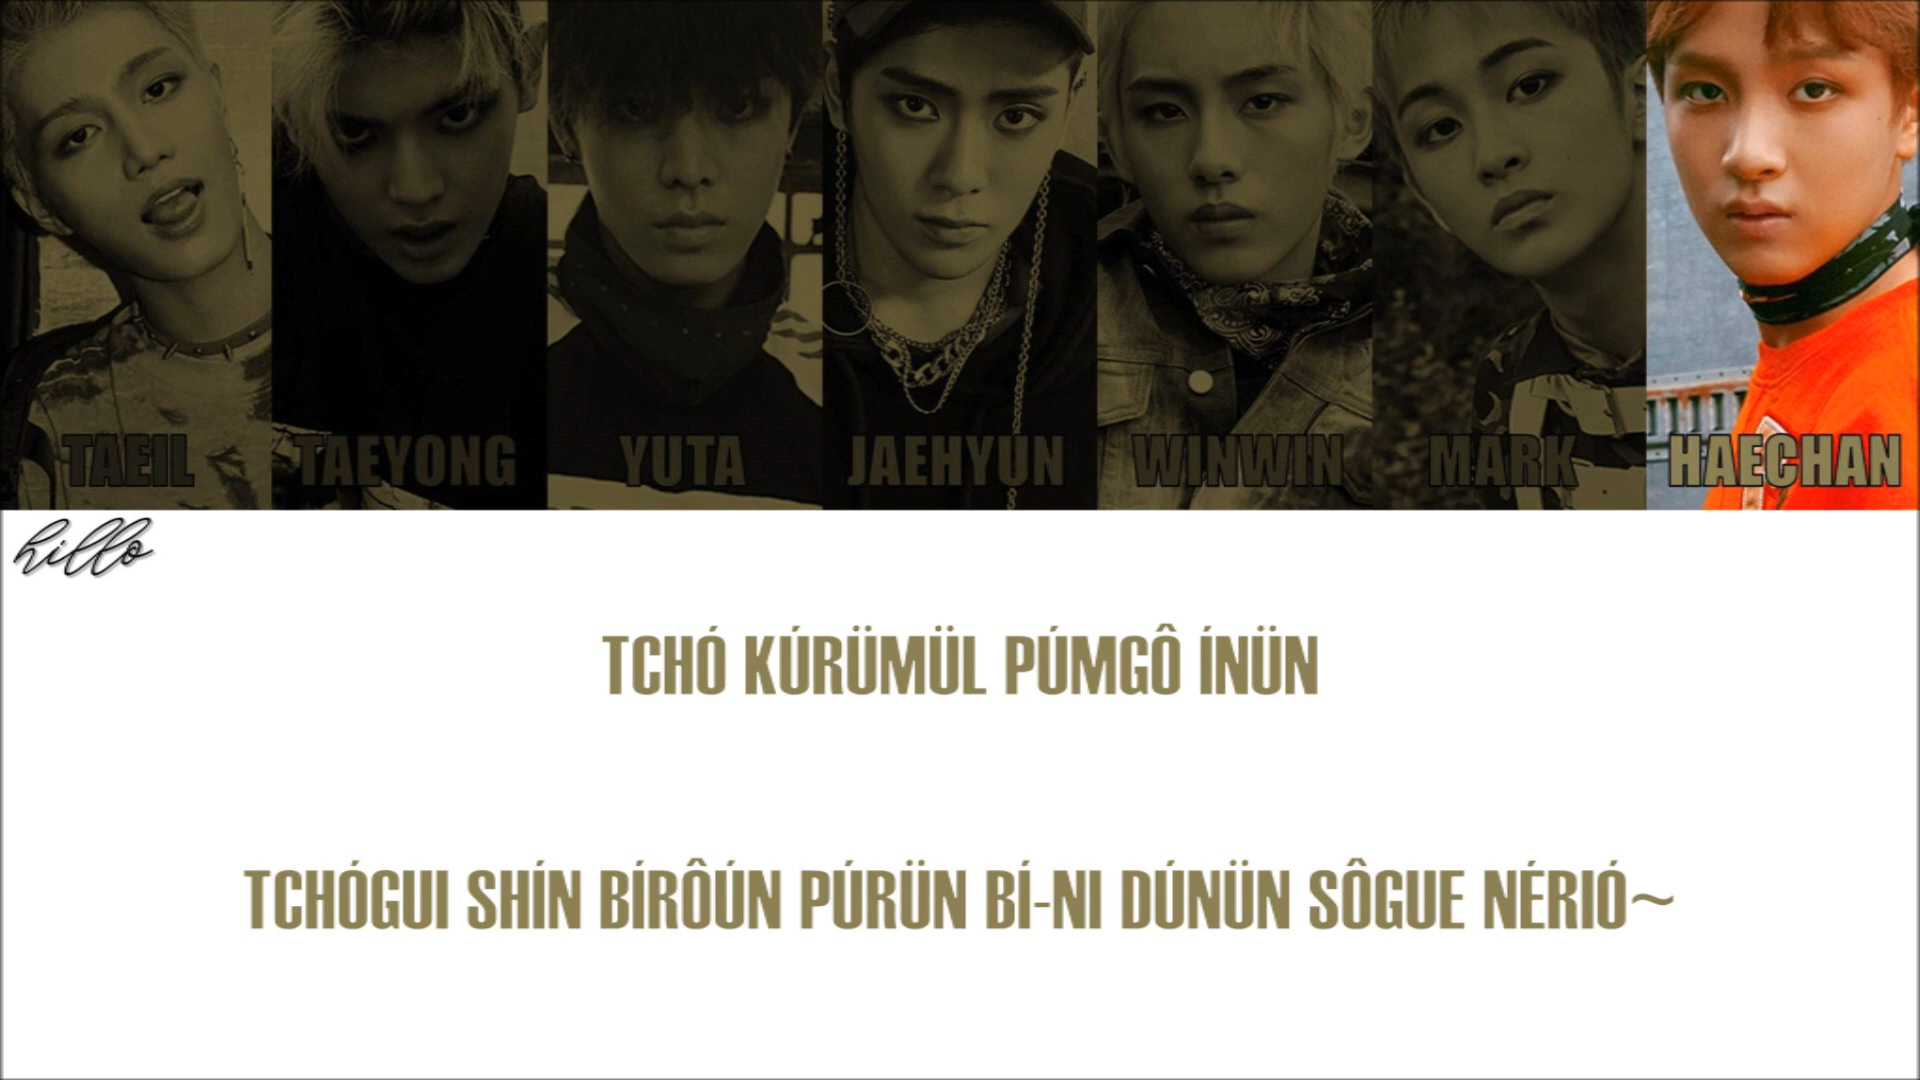 TAEIL TAEYONG YUTA JAEHYUN WINWIN MARK HAECHAN
hillo
TCHÓ KÚRÜMÜL PÚMGÔ ÍNÜN
TCHÓGUI SHÍN BÍRÔÚN PÚRÜN BÍ-NI DÚNÜN SÔGUE NÉRIÓ~